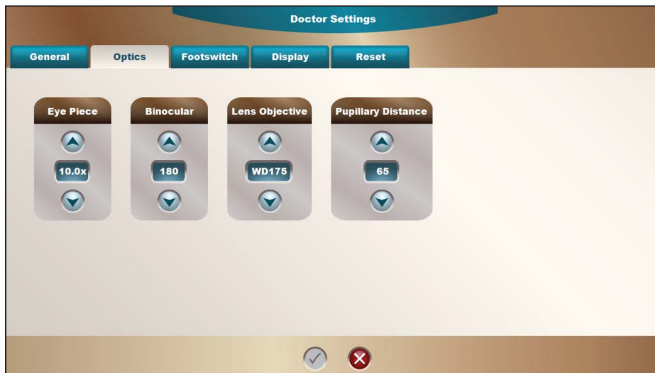 Doctor Settings
General Optics Footswitch Display Reset
Eye Piece Binocular Lens Objective Pupillary Distance
10.0x 180 WD175 65